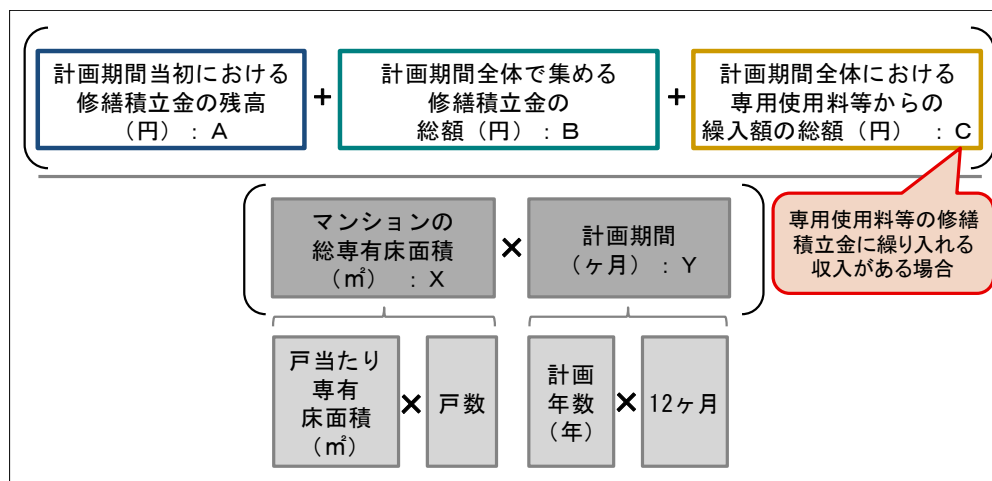 計画期間当初における
修繕積立金の残高
（円）：A
+
計画期間全体で集める
修繕積立金の
総額（円）：B
+
計画期間全体における
専用使用料等からの
繰入額の総額（円）：C
専用使用料等の修繕
積立金に繰り入れる
収入がある場合
マンションの
総専有床面積
（㎡）：X
×
計画期間
（ヶ月）：Y
戸当たり
専有
床面積
（㎡）
×
戸数
計画
年数
（年）
×
12ヶ月